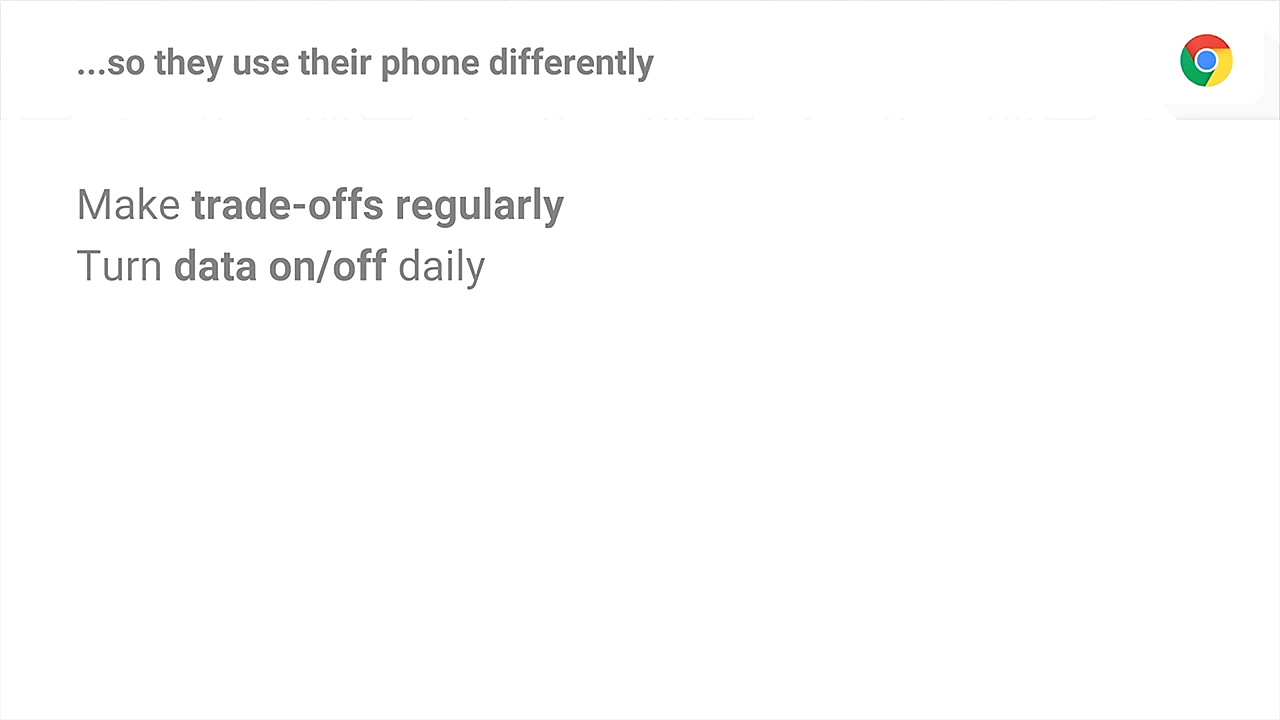 ...so they use their phone differently
Make trade-offs regularly
Turn data on/off daily